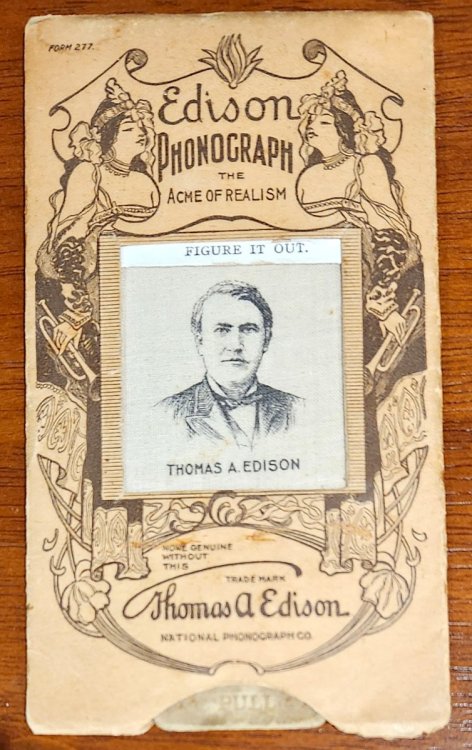 FORM 277.
Edison
PHONOGRAPH
THE
ACME OF REALISM
FIGURE IT OUT.
THOMAS A. EDISON
NONE GENUINE
WITHOUT
THIS
TRADE MARK
Thomas A Edison
NATIONAL PHONOGRAPH CO.
PULL